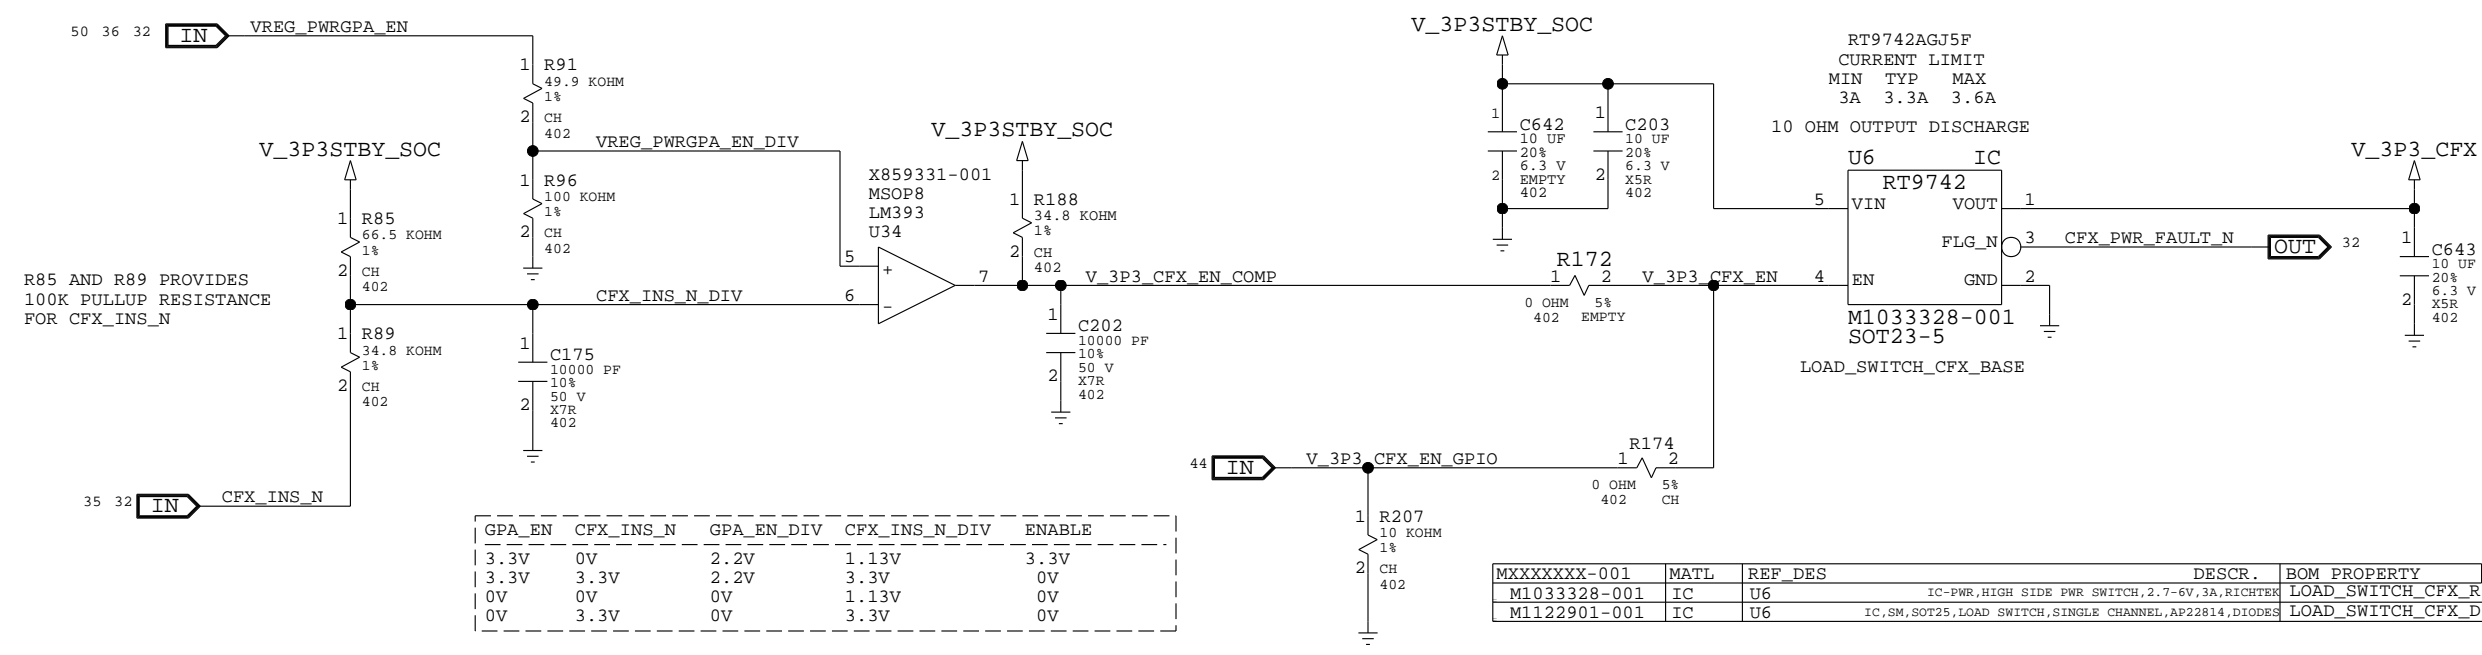 50 36 32 IN VREG_PWRGPA_EN
1 R91
49.9 KOHM
1%
2 CH
402
VREG_PWRGPA_EN_DIV
1 R96
100 KOHM
1%
2 CH
402
V_3P3STBY_SOC
1 R85
66.5 KOHM
1%
2 CH
402
R85 AND R89 PROVIDES
100K PULLUP RESISTANCE
FOR CFX_INS_N
1 R89
34.8 KOHM
1%
2 CH
402
35 32 IN CFX_INS_N
CFX_INS_N_DIV
1 C175
10000 PF
10%
50 V
2 X7R
402
X859331-001
MSOP8
LM393
U34
5 +
6 -
7
V_3P3STBY_SOC
1 R188
34.8 KOHM
1%
2 CH
402
V_3P3_CFX_EN_COMP
1 C202
10000 PF
10%
50 V
2 X7R
402
V_3P3STBY_SOC
1 C642
10 UF
20%
6.3 V
2 EMPTY
402
1 C203
10 UF
20%
6.3 V
2 X5R
402
R172
1 2
0 OHM 5%
402 EMPTY
V_3P3_CFX_EN
RT9742AGJ5F
CURRENT LIMIT
MIN TYP MAX
3A 3.3A 3.6A
10 OHM OUTPUT DISCHARGE
U6 IC
RT9742
5 VIN VOUT 1
FLG_N 3 CFX_PWR_FAULT_N OUT 32
4 EN GND 2
M1033328-001
SOT23-5
LOAD_SWITCH_CFX_BASE
V_3P3_CFX
1 C643
10 UF
20%
6.3 V
2 X5R
402
44 IN V_3P3_CFX_EN_GPIO
R174
1 2
0 OHM 5%
402 CH
1 R207
10 KOHM
1%
2 CH
402
GPA_EN CFX_INS_N GPA_EN_DIV CFX_INS_N_DIV ENABLE
3.3V 0V 2.2V 1.13V 3.3V
3.3V 3.3V 2.2V 3.3V 0V
0V 0V 0V 1.13V 0V
0V 3.3V 0V 3.3V 0V
MXXXXXXX-001 MATL REF_DES DESCR. BOM PROPERTY
M1033328-001 IC U6 IC-PWR,HIGH SIDE PWR SWITCH,2.7-6V,3A,RICHTEK LOAD_SWITCH_CFX_R
M1122901-001 IC U6 IC,SM,SOT25,LOAD SWITCH,SINGLE CHANNEL,AP22814,DIODES LOAD_SWITCH_CFX_D